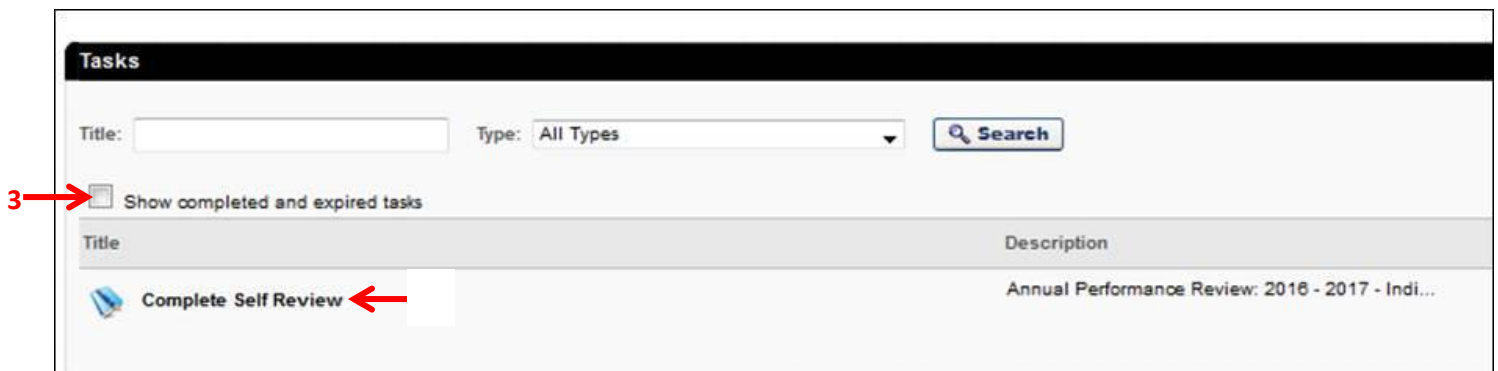 Tasks
Title: Type: All Types Search
3 Show completed and expired tasks
Title Description
Complete Self Review Annual Performance Review: 2016 - 2017 - Indi...